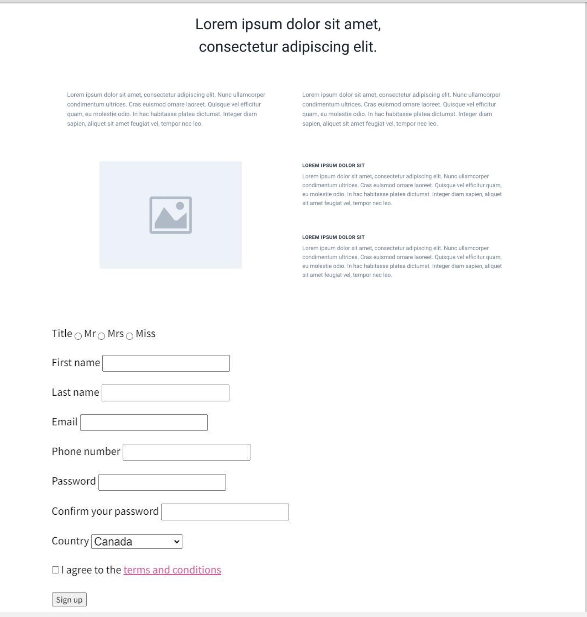 Lorem ipsum dolor sit amet,
consectetur adipiscing elit.
Lorem ipsum dolor sit amet, consectetur adipiscing elit. Nunc ullamcorper
condimentum ultrices. Cras euismod ornare laoreet. Quisque vel efficitur
quam, eu molestie odio. In hac habitasse platea dictumst. Integer diam
sapien, aliquet sit amet feugiat vel, tempor nec leo.
Lorem ipsum dolor sit amet, consectetur adipiscing elit. Nunc ullamcorper
condimentum ultrices. Cras euismod ornare laoreet. Quisque vel efficitur
quam, eu molestie odio. In hac habitasse platea dictumst. Integer diam
sapien, aliquet sit amet feugiat vel, tempor nec leo.
LOREM IPSUM DOLOR SIT
Lorem ipsum dolor sit amet, consectetur adipiscing elit. Nunc ullamcorper
condimentum ultrices. Cras euismod ornare laoreet. Quisque vel efficitur quam,
eu molestie odio. In hac habitasse platea dictumst. Integer diam sapien, aliquet
sit amet feugiat vel, tempor nec leo.
LOREM IPSUM DOLOR SIT
Lorem ipsum dolor sit amet, consectetur adipiscing elit. Nunc ullamcorper
condimentum ultrices. Cras euismod ornare laoreet. Quisque vel efficitur quam,
eu molestie odio. In hac habitasse platea dictumst. Integer diam sapien, aliquet
sit amet feugiat vel, tempor nec leo.
Title Mr Mrs Miss
First name
Last name
Email
Phone number
Password
Confirm your password
Country Canada
I agree to the terms and conditions
Sign up